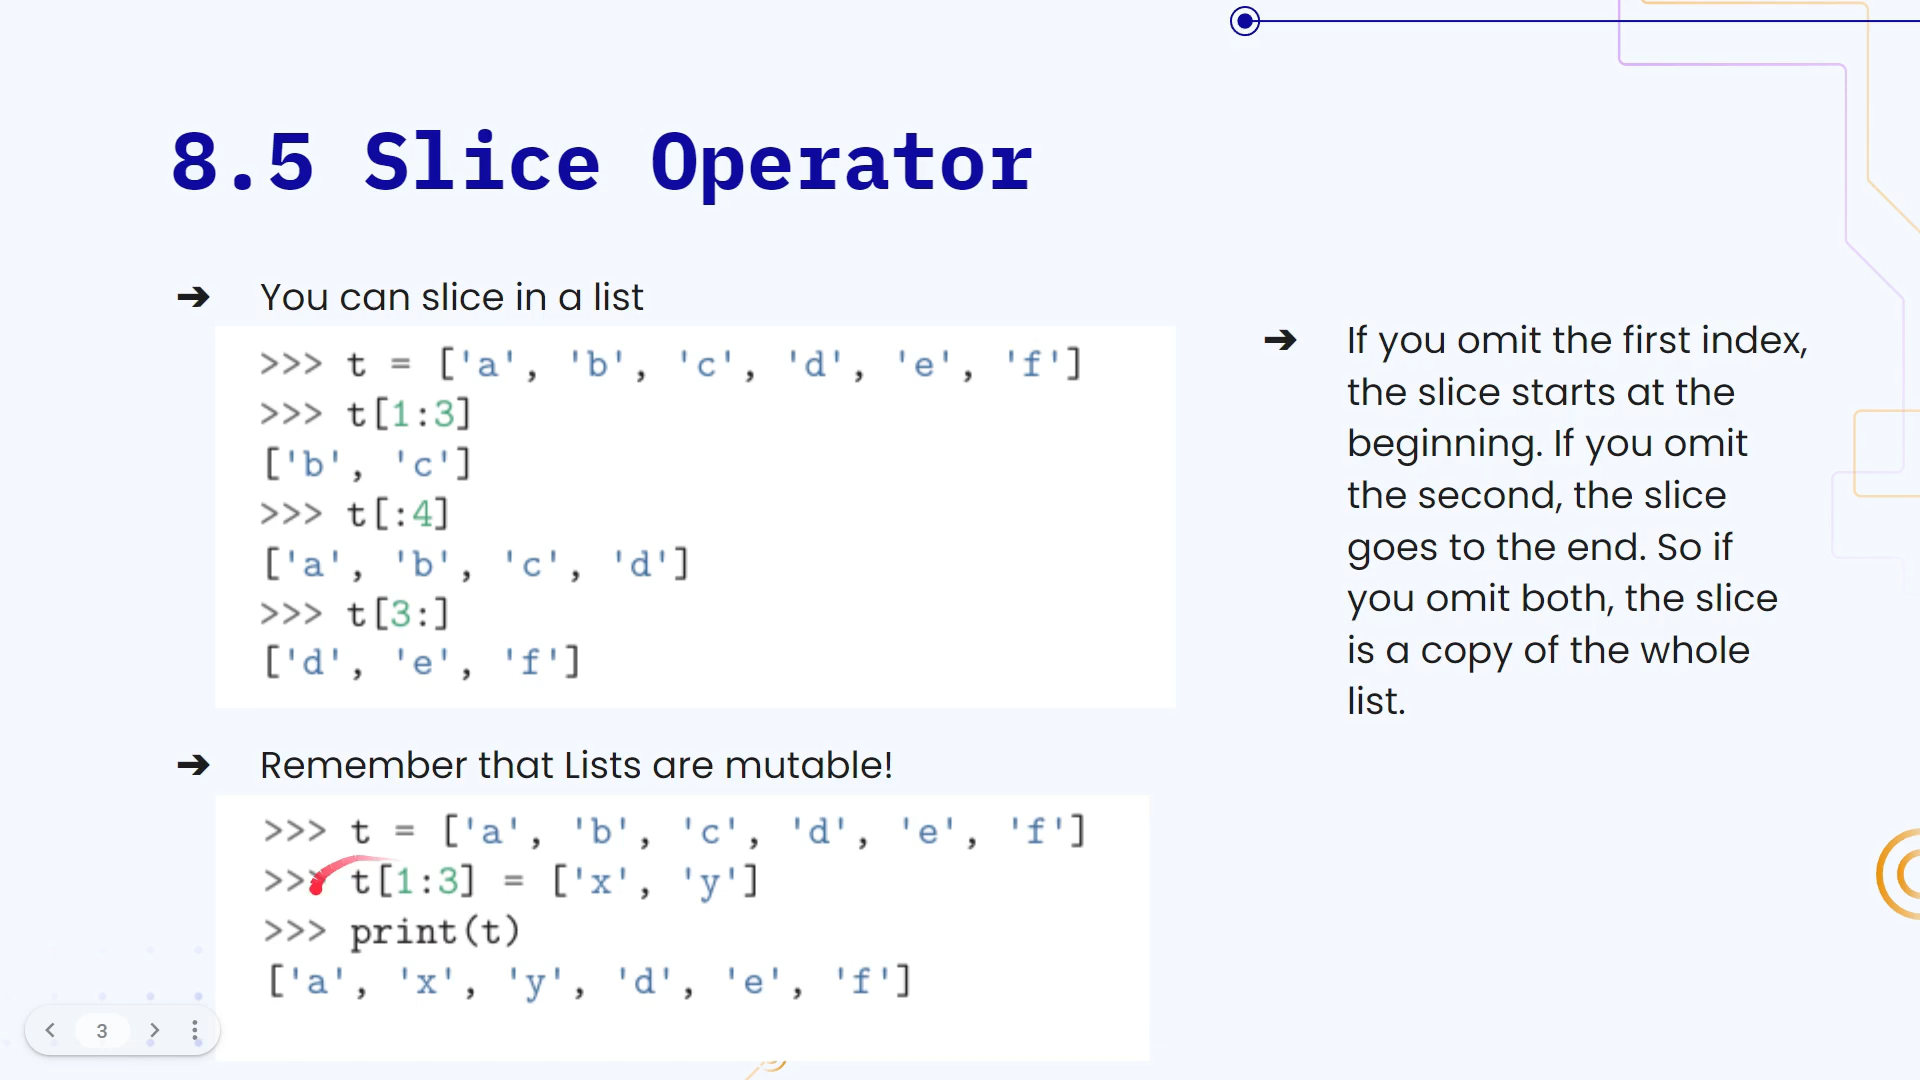 8.5 Slice Operator
➔ You can slice in a list
>>> t = ['a', 'b', 'c', 'd', 'e', 'f']
>>> t[1:3]
['b', 'c']
>>> t[:4]
['a', 'b', 'c', 'd']
>>> t[3:]
['d', 'e', 'f']
➔ Remember that Lists are mutable!
>>> t = ['a', 'b', 'c', 'd', 'e', 'f']
>>> t[1:3] = ['x', 'y']
>>> print(t)
['a', 'x', 'y', 'd', 'e', 'f']
➔ If you omit the first index,
the slice starts at the
beginning. If you omit
the second, the slice
goes to the end. So if
you omit both, the slice
is a copy of the whole
list.
3